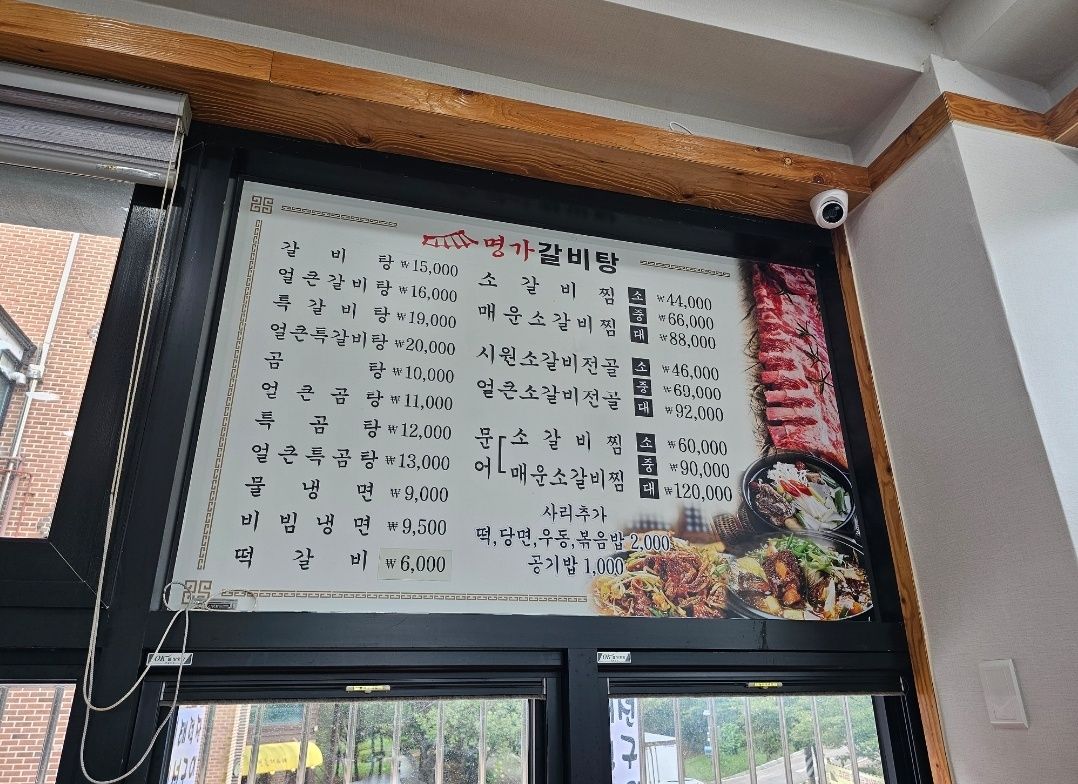 명가갈비탕
갈비탕 ₩15,000
얼큰갈비탕 ₩16,000
특갈비탕 ₩19,000
얼큰특갈비탕 ₩20,000
곰탕 ₩10,000
얼큰곰탕 ₩11,000
특곰탕 ₩12,000
얼큰특곰탕 ₩13,000
물냉면 ₩9,000
비빔냉면 ₩9,500
떡갈비 ₩6,000
소갈비찜
매운소갈비찜
소 ₩44,000
중 ₩66,000
대 ₩88,000
시원소갈비전골
얼큰소갈비전골
소 ₩46,000
중 ₩69,000
대 ₩92,000
문어
소갈비찜
매운소갈비찜
소 ₩60,000
중 ₩90,000
대 ₩120,000
사리추가
떡,당면,우동,볶음밥 2,000
공기밥 1,000
OK
OK